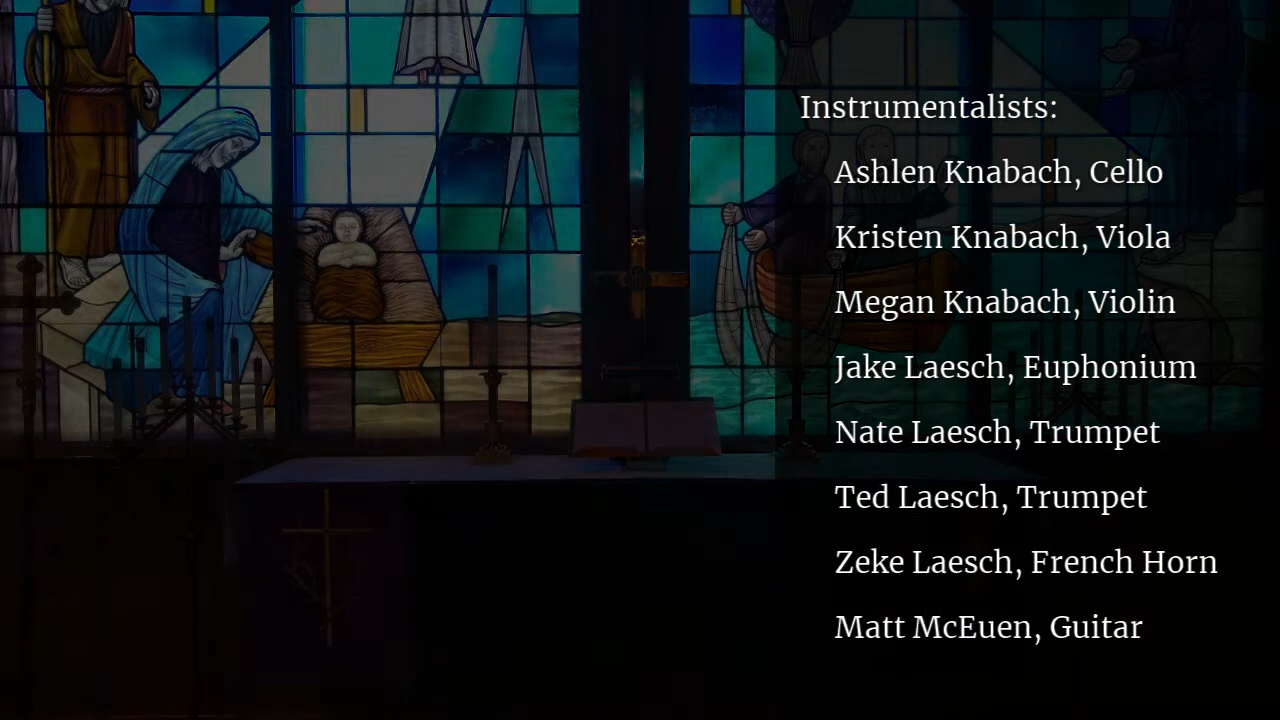 Instrumentalists:
Ashlen Knabach, Cello
Kristen Knabach, Viola
Megan Knabach, Violin
Jake Laesch, Euphonium
Nate Laesch, Trumpet
Ted Laesch, Trumpet
Zeke Laesch, French Horn
Matt McEuen, Guitar